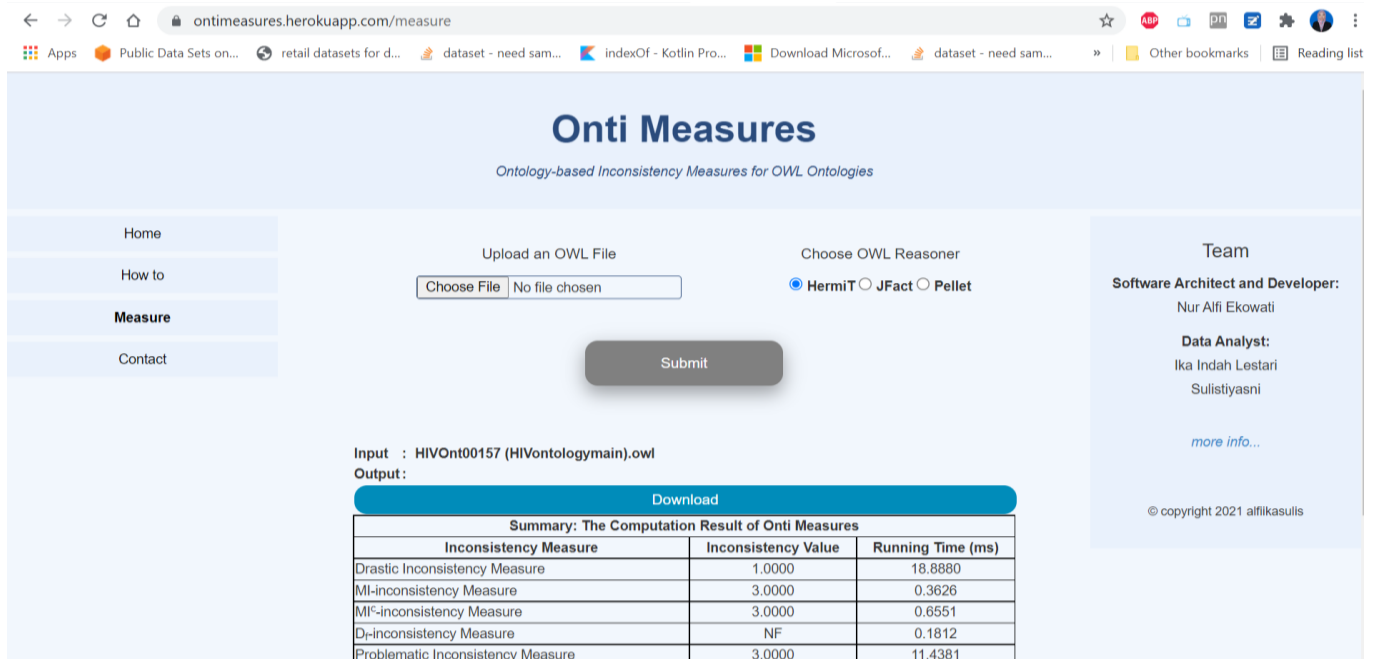 ontimeasures.herokuapp.com/measure
ABP
pn
Apps Public Data Sets on... retail datasets for d... dataset - need sam... indexOf - Kotlin Pro... Download Microsof... dataset - need sam... » Other bookmarks Reading list
Onti Measures
Ontology-based Inconsistency Measures for OWL Ontologies
Home
How to
Measure
Contact
Upload an OWL File
Choose File No file chosen
Choose OWL Reasoner
HermiT JFact Pellet
Submit
Input : HIVOnt00157 (HIVontologymain).owl
Output :
Download
Summary: The Computation Result of Onti Measures
Inconsistency Measure Inconsistency Value Running Time (ms)
Drastic Inconsistency Measure 1.0000 18.8880
MI-inconsistency Measure 3.0000 0.3626
MIᶜ-inconsistency Measure 3.0000 0.6551
Df-inconsistency Measure NF 0.1812
Problematic Inconsistency Measure 3.0000 11.4381
Team
Software Architect and Developer:
Nur Alfi Ekowati
Data Analyst:
Ika Indah Lestari
Sulistiyasni
more info...
© copyright 2021 alfiikasulis